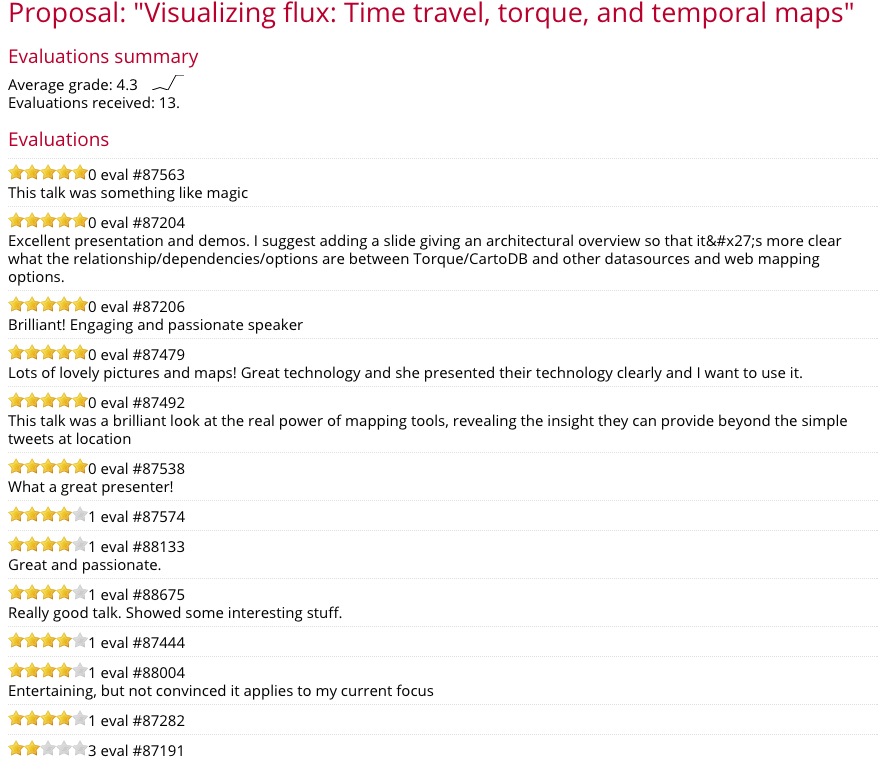 Proposal: "Visualizing flux: Time travel, torque, and temporal maps"
Evaluations summary
Average grade: 4.3
Evaluations received: 13.
Evaluations
0 eval #87563
This talk was something like magic
0 eval #87204
Excellent presentation and demos. I suggest adding a slide giving an architectural overview so that it&#x27;s more clear
what the relationship/dependencies/options are between Torque/CartoDB and other datasources and web mapping
options.
0 eval #87206
Brilliant! Engaging and passionate speaker
0 eval #87479
Lots of lovely pictures and maps! Great technology and she presented their technology clearly and I want to use it.
0 eval #87492
This talk was a brilliant look at the real power of mapping tools, revealing the insight they can provide beyond the simple
tweets at location
0 eval #87538
What a great presenter!
1 eval #87574
1 eval #88133
Great and passionate.
1 eval #88675
Really good talk. Showed some interesting stuff.
1 eval #87444
1 eval #88004
Entertaining, but not convinced it applies to my current focus
1 eval #87282
3 eval #87191